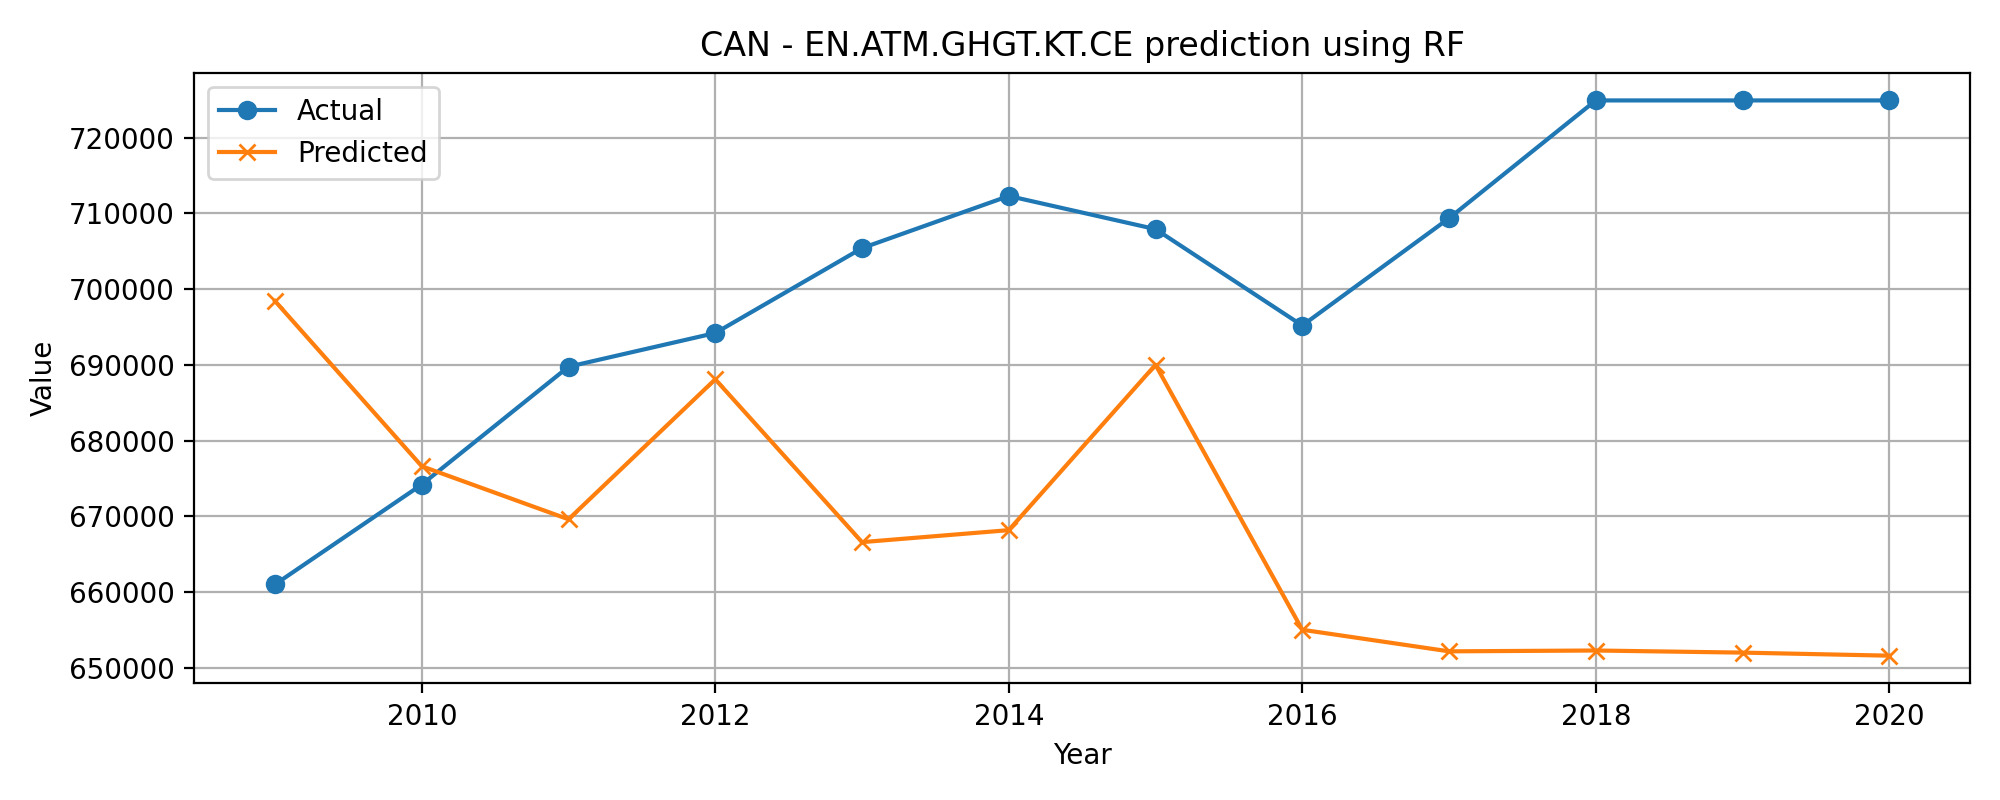 CAN - EN.ATM.GHGT.KT.CE prediction using RF
Actual
Predicted
720000
710000
700000
690000
680000
670000
660000
650000
Value
2010 2012 2014 2016 2018 2020
Year